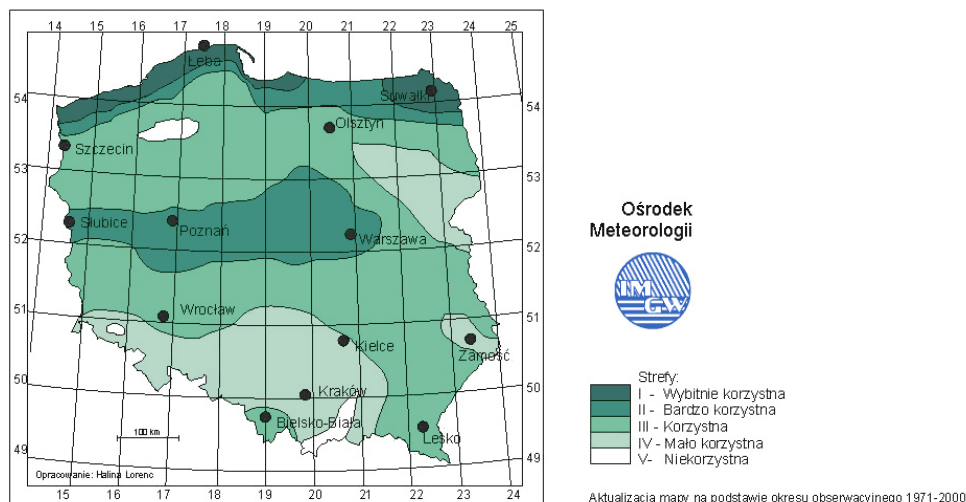 14 15 16 17 18 19 20 21 22 23 24 25
Łeba
54 Suwałki 54
Olsztyn
Szczecin
53 53
Słubice Poznań
Warszawa
52 52
Wrocław
51 51
Kielce Zamość
50 Kraków 50
Bielsko-Biała
Lesko
100 km
49 49
Opracowanie: Halina Lorenc
15 16 17 18 19 20 21 22 23 24
Ośrodek
Meteorologii
IM
GW
Strefy:
I - Wybitnie korzystna
II - Bardzo korzystna
III - Korzystna
IV - Mało korzystna
V- Niekorzystna
Aktualizacja mapy na podstawie okresu obserwacyjnego 1971-2000